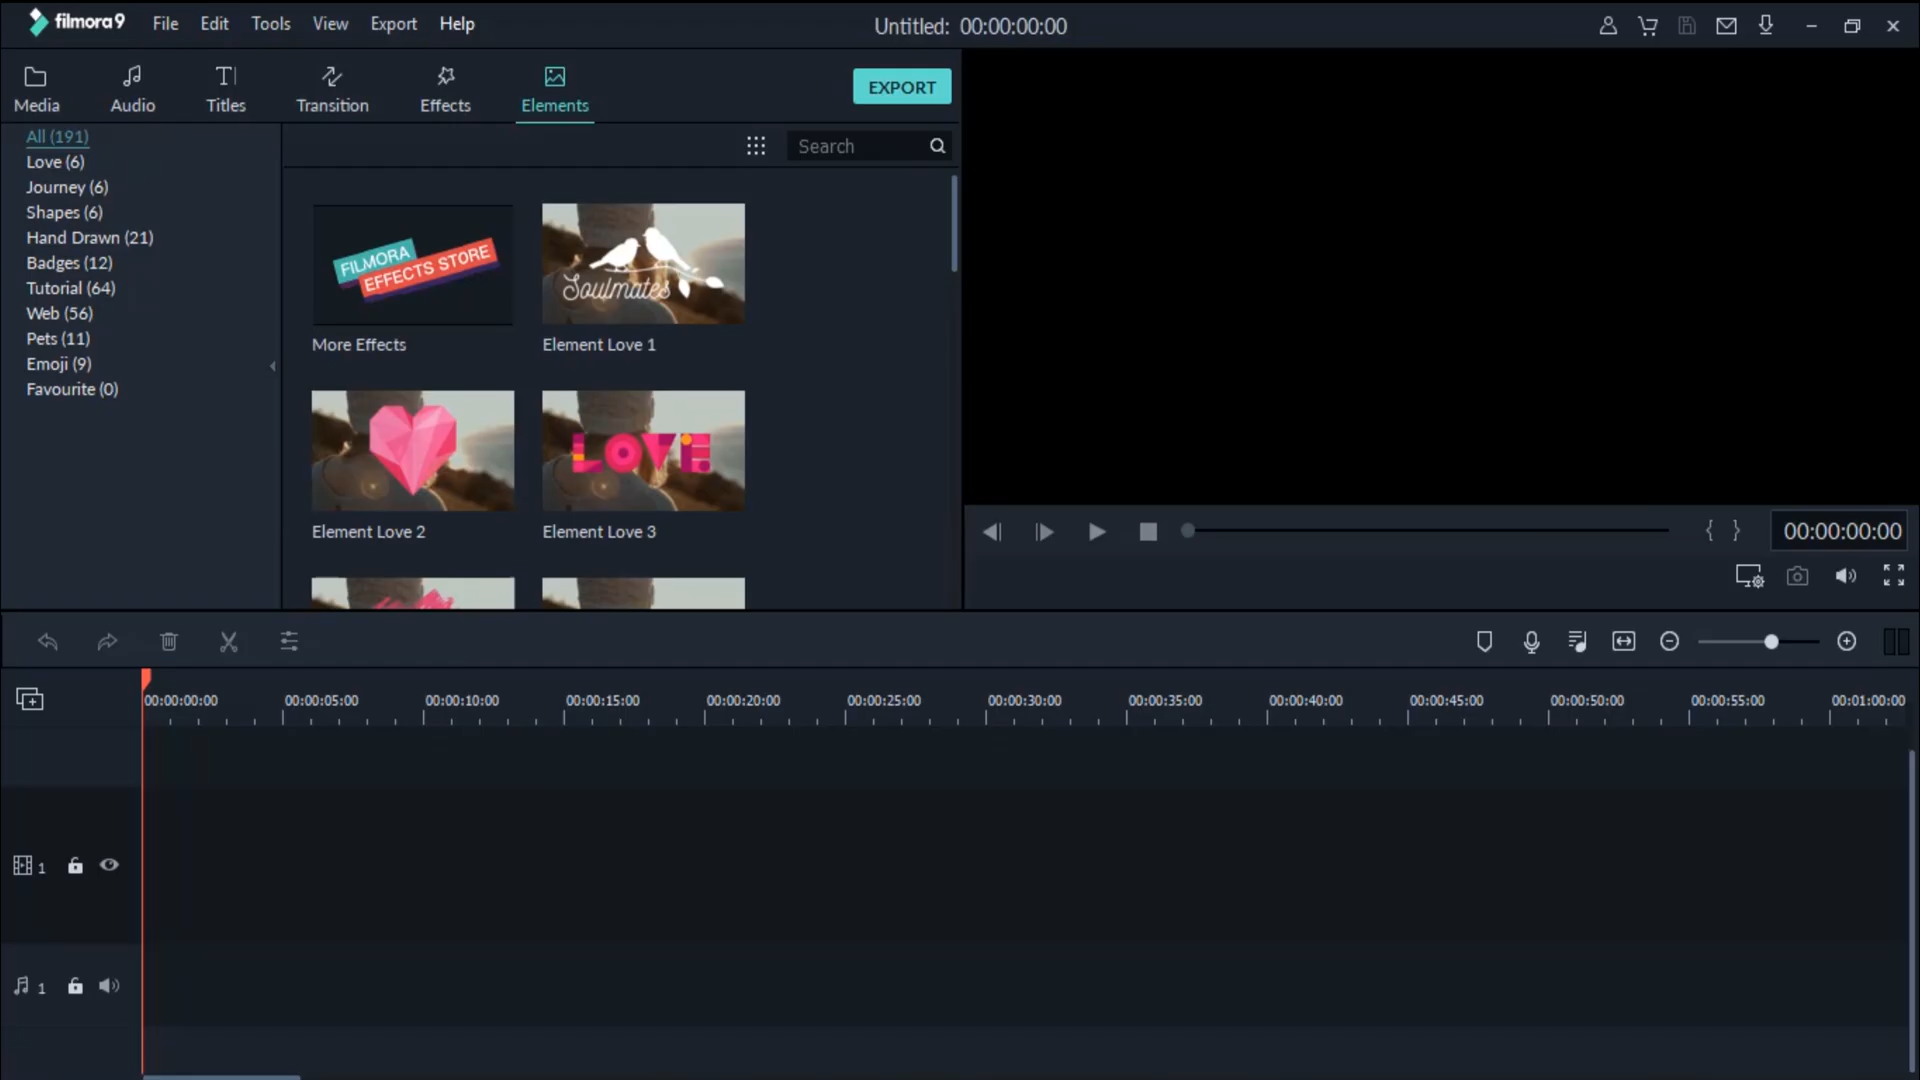 filmora9 File Edit Tools View Export Help Untitled: 00:00:00:00
Media Audio Titles Transition Effects Elements EXPORT
All (191)
Love (6)
Journey (6)
Shapes (6)
Hand Drawn (21)
Badges (12)
Tutorial (64)
Web (56)
Pets (11)
Emoji (9)
Favourite (0)
Search
FILMORA
EFFECTS STORE
Soulmates
More Effects Element Love 1
LOVE
Element Love 2 Element Love 3
{ } 00:00:00:00
00:00:00:00 00:00:05:00 00:00:10:00 00:00:15:00 00:00:20:00 00:00:25:00 00:00:30:00 00:00:35:00 00:00:40:00 00:00:45:00 00:00:50:00 00:00:55:00 00:01:00:00
1
1